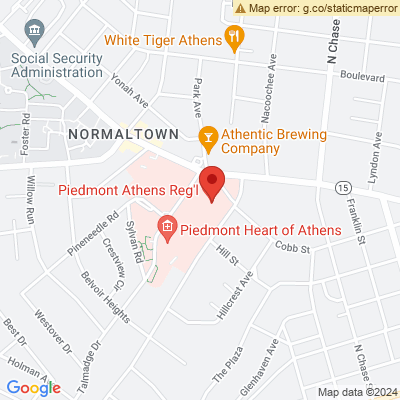 Map error: g.co/staticmaperror
White Tiger Athens
Social Security
Administration
Boulevard
N Chase
Yonah Ave
Park Ave
Nacoochee Ave
Foster Rd
NORMALTOWN
Athentic Brewing
Company
Lyndon Ave
Willow Run
Piedmont Athens Reg'l
15
Franklin St
Pineneedle Rd
Sylvan Rd
Piedmont Heart of Athens
Cobb St
Crestview Cir
Hill St
Belvoir Heights
Hillcrest Ave
Westover Dr
Best Dr
Talmadge Dr
Holman Ave
The Plaza
Glenhaven Ave
N Chase S
Google
Map data ©2024